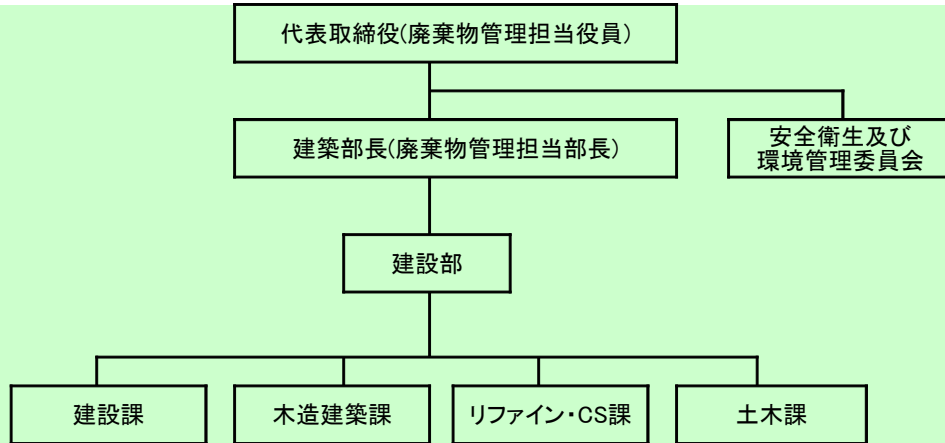 代表取締役(廃棄物管理担当役員)
建築部長(廃棄物管理担当部長)
安全衛生及び
環境管理委員会
建設部
建設課
木造建築課
リファイン・CS課
土木課